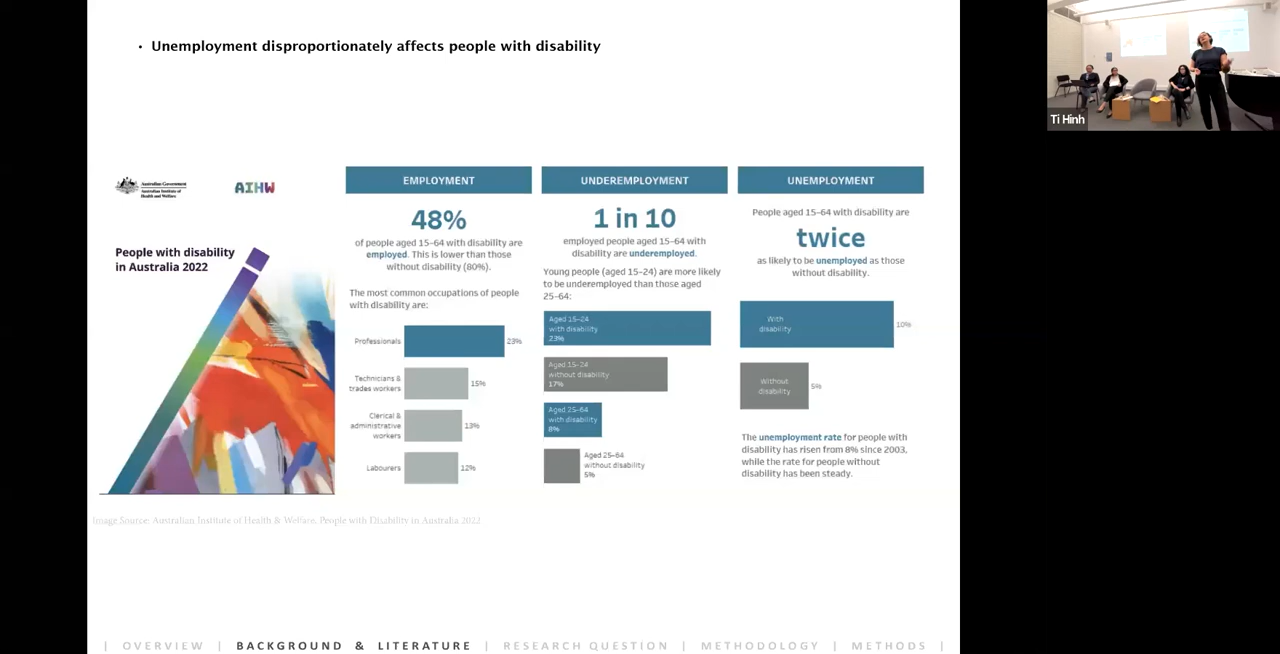 • Unemployment disproportionately affects people with disability
Australian Government
Australian Institute of
Health and Welfare
AIHW
People with disability
in Australia 2022
EMPLOYMENT
48%
of people aged 15–64 with disability are
employed. This is lower than those
without disability (80%).
The most common occupations of people
with disability are:
Professionals
23%
Technicians &
trades workers
15%
Clerical &
administrative
workers
13%
Labourers
12%
UNDEREMPLOYMENT
1 in 10
employed people aged 15–64 with
disability are underemployed.
Young people (aged 15–24) are more likely
to be underemployed than those aged
25–64:
Aged 15–24
with disability
23%
Aged 15–24
without disability
17%
Aged 25–64
with disability
8%
Aged 25–64
without disability
5%
UNEMPLOYMENT
People aged 15–64 with disability are
twice
as likely to be unemployed as those
without disability.
With
disability
10%
Without
disability
5%
The unemployment rate for people with
disability has risen from 8% since 2003,
while the rate for people without
disability has been steady.
Image Source: Australian Institute of Health & Welfare, People with Disability in Australia 2022
| OVERVIEW | BACKGROUND & LITERATURE | RESEARCH QUESTION | METHODOLOGY | METHODS |
Ti Hinh